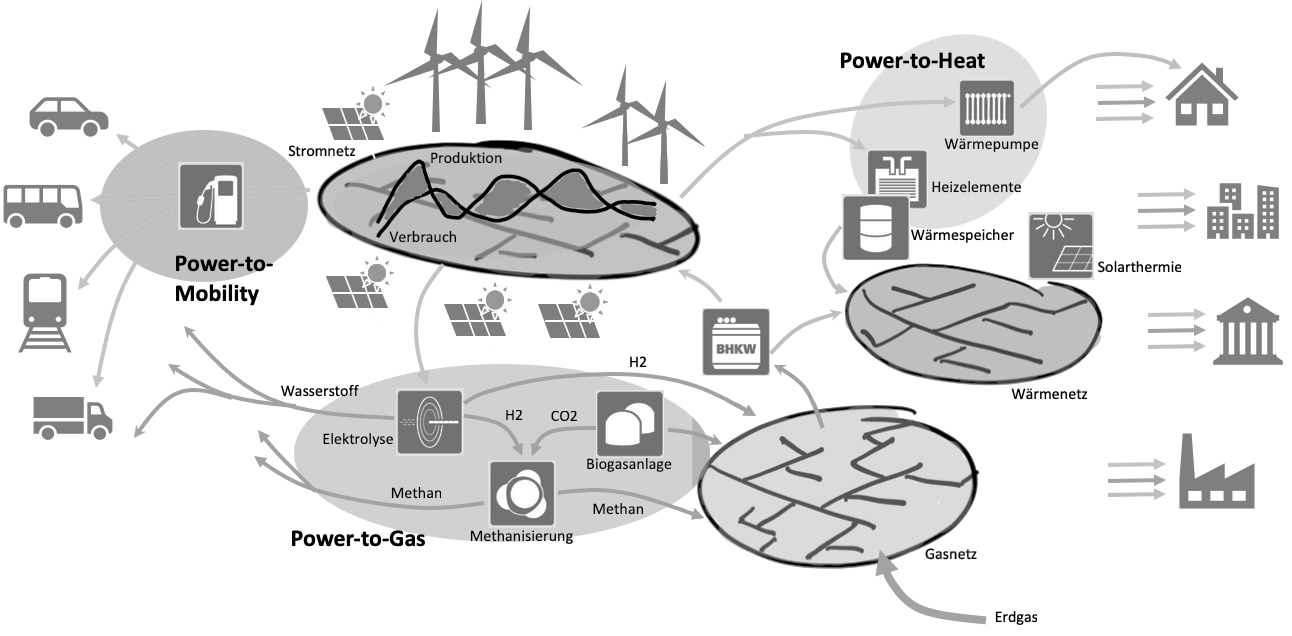 Power-to-Heat
Wärmepumpe
Stromnetz
Produktion
Heizelemente
Verbrauch
Wärmespeicher
Solarthermie
Power-to-
Mobility
BHKW
H2
Wärmenetz
Wasserstoff
H2
CO2
Elektrolyse
Biogasanlage
Methan
Methan
Power-to-Gas
Methanisierung
Gasnetz
Erdgas